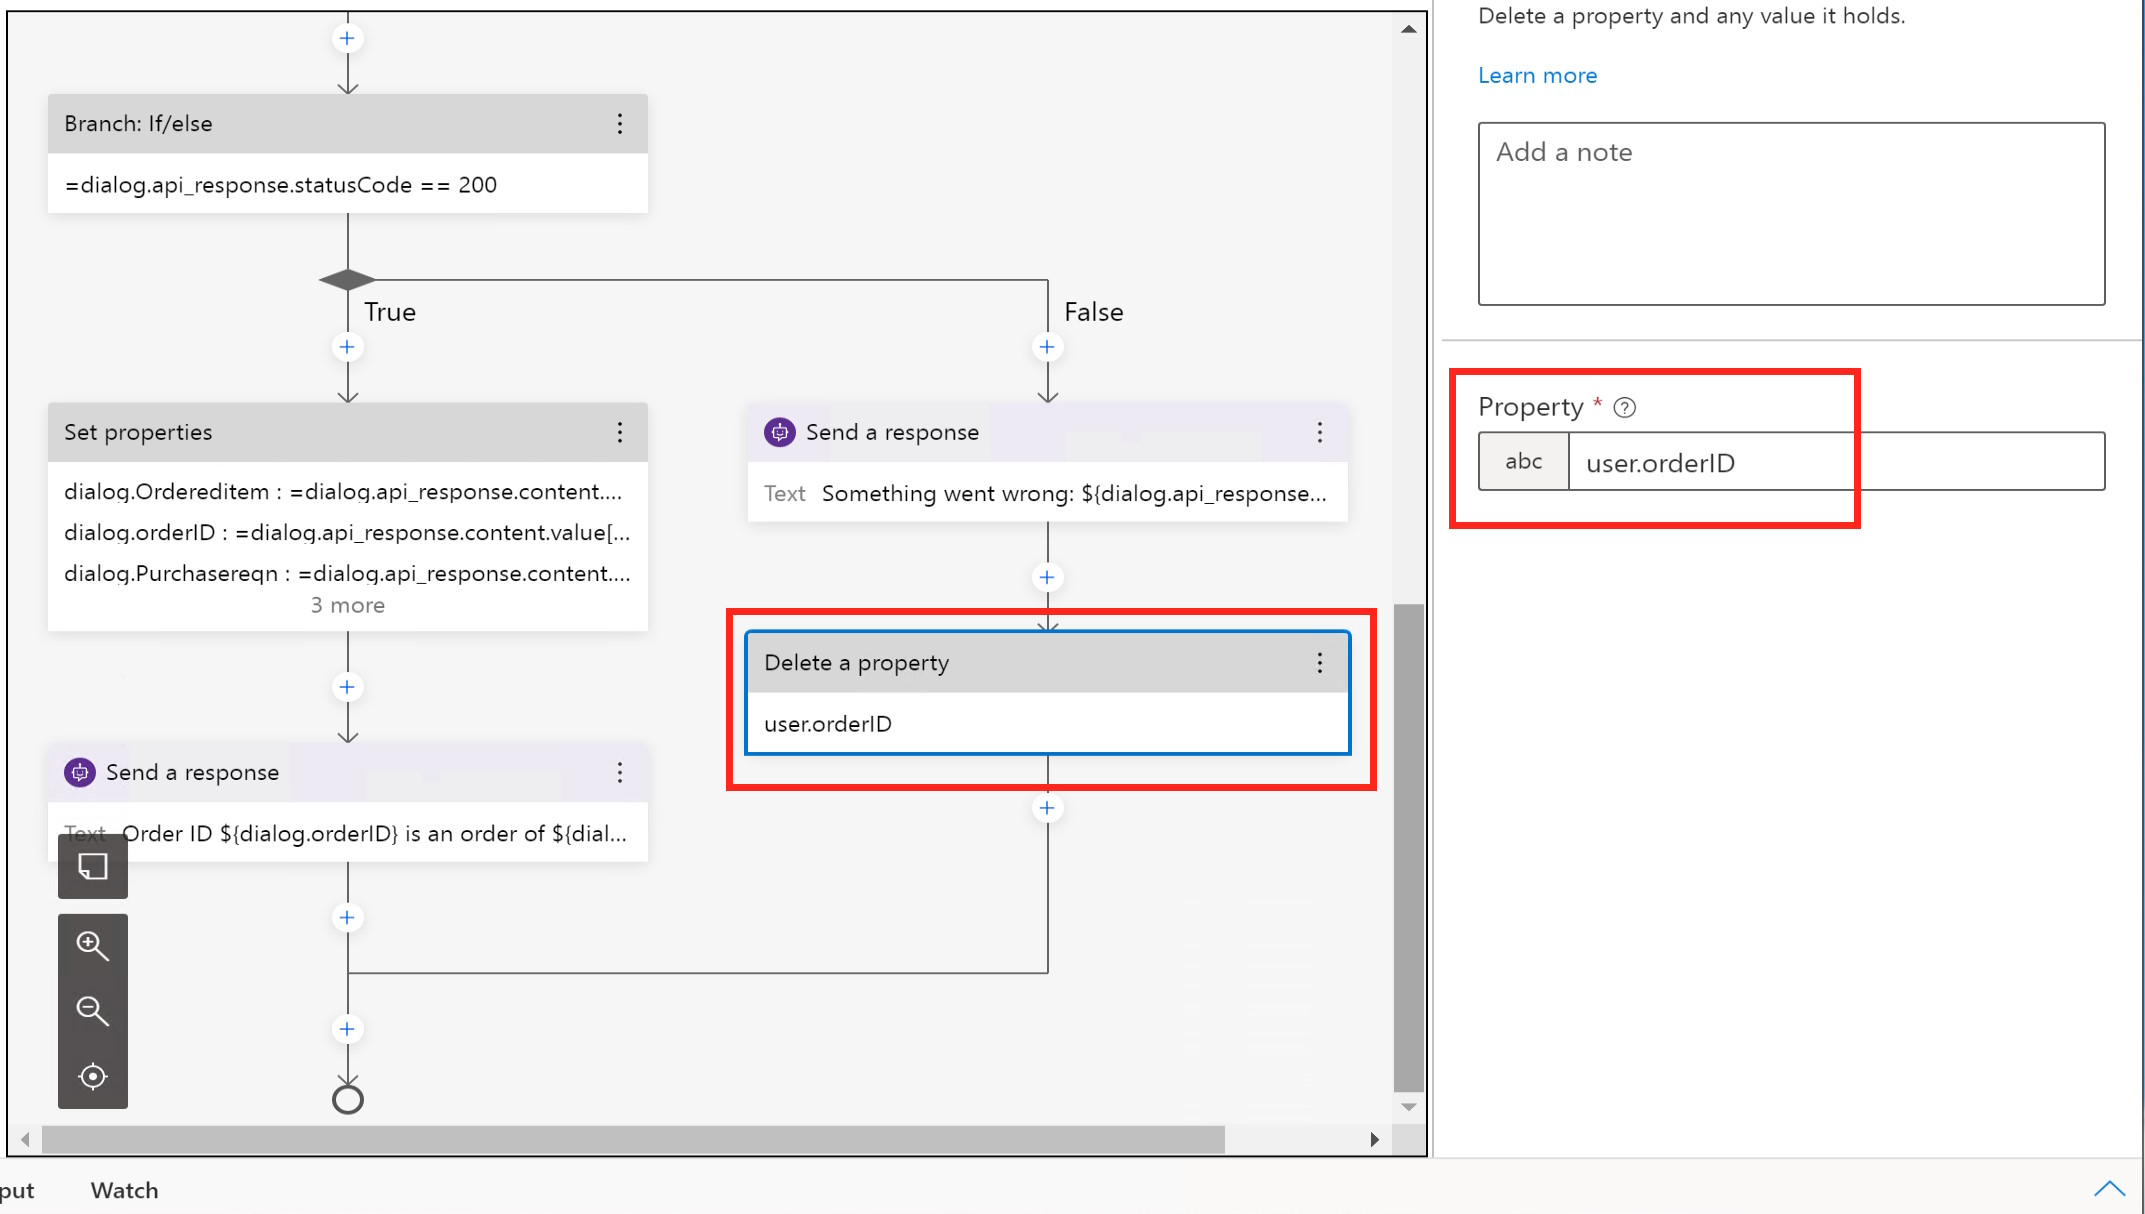 Branch: If/else
=dialog.api_response.statusCode == 200
True
False
Set properties
dialog.Ordereditem : =dialog.api_response.content....
dialog.orderID : =dialog.api_response.content.value[...
dialog.Purchasereqn : =dialog.api_response.content....
3 more
Send a response
Text Something went wrong: ${dialog.api_response...
Delete a property
user.orderID
Send a response
Text Order ID ${dialog.orderID} is an order of ${dial...
Delete a property and any value it holds.
Learn more
Add a note
Property * ?
abc user.orderID
put Watch